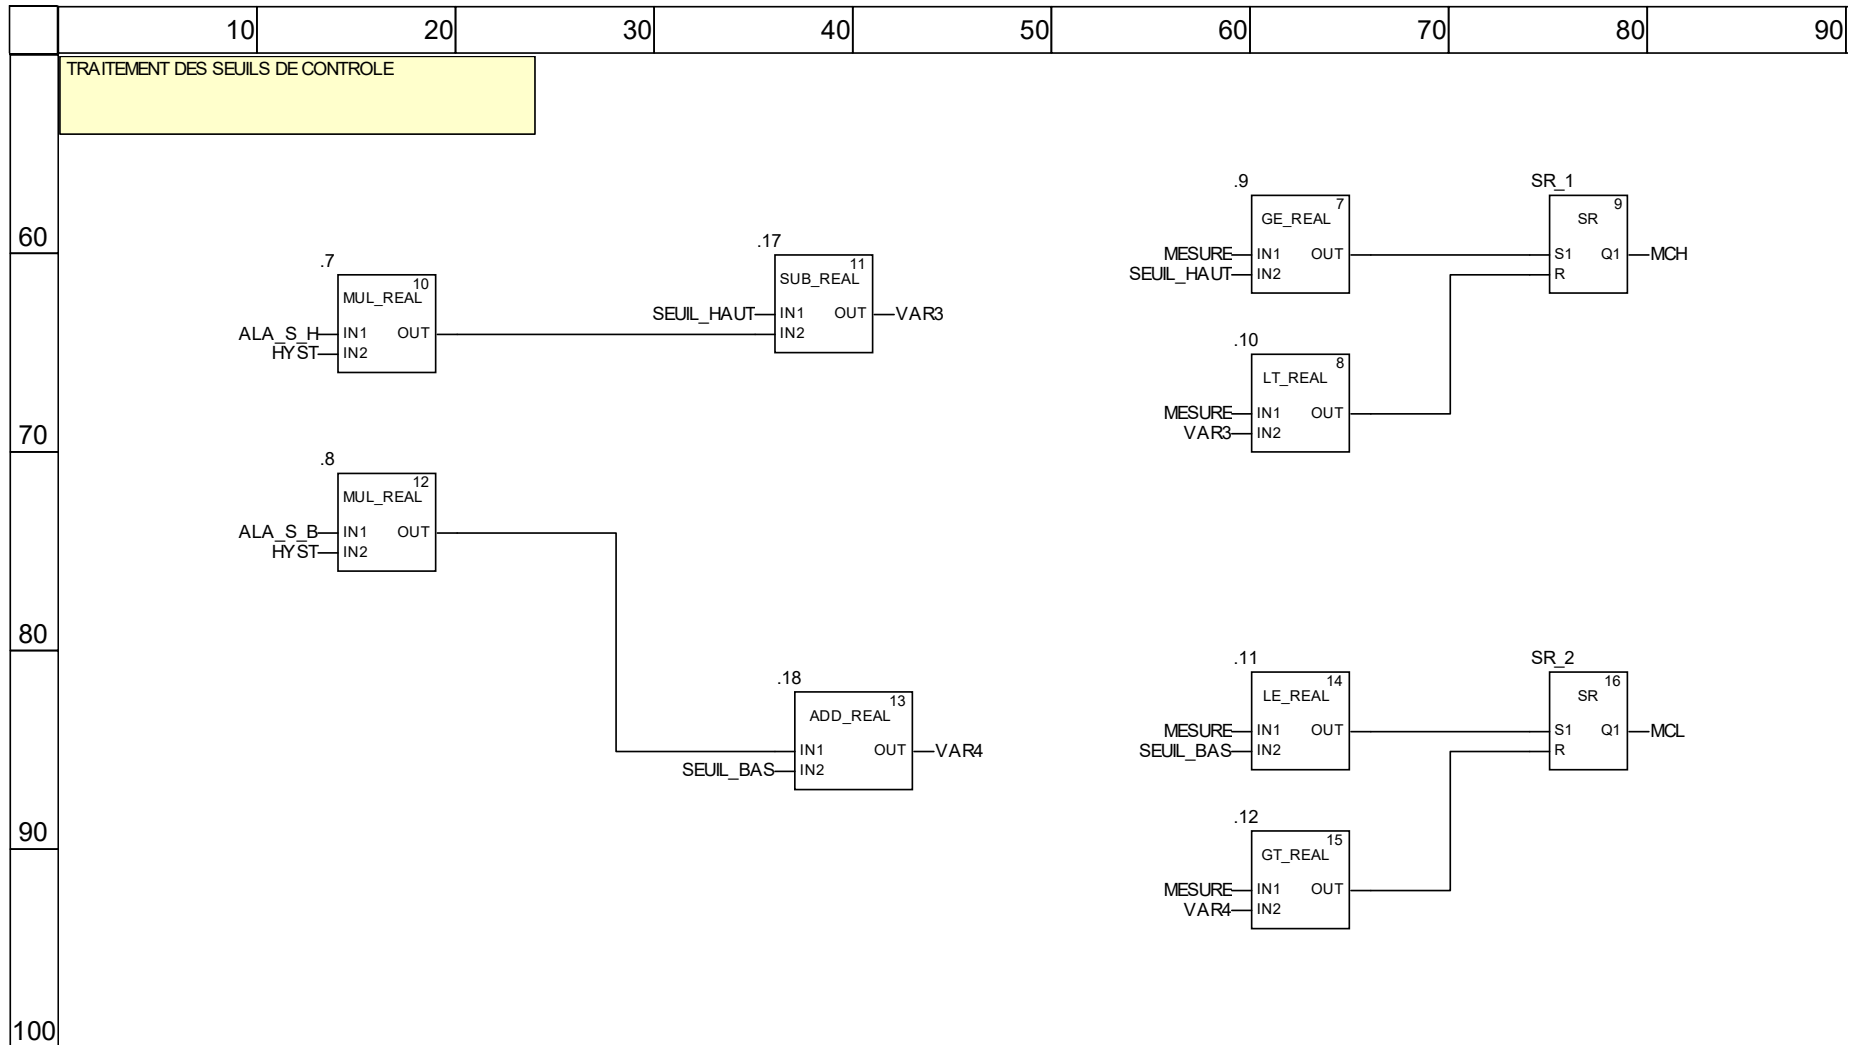 10 20 30 40 50 60 70 80 90
TRAITEMENT DES SEUILS DE CONTROLE
60
70
80
90
100
.7
10
MUL_REAL
ALA_S_H IN1 OUT
HYST IN2
.17
11
SUB_REAL
SEUIL_HAUT IN1 OUT VAR3
IN2
.9
7
GE_REAL
MESURE IN1 OUT
SEUIL_HAUT IN2
SR_1
9
SR
S1 Q1 MCH
R
.10
8
LT_REAL
MESURE IN1 OUT
VAR3 IN2
.8
12
MUL_REAL
ALA_S_B IN1 OUT
HYST IN2
.18
13
ADD_REAL
IN1 OUT VAR4
SEUIL_BAS IN2
.11
14
LE_REAL
MESURE IN1 OUT
SEUIL_BAS IN2
SR_2
16
SR
S1 Q1 MCL
R
.12
15
GT_REAL
MESURE IN1 OUT
VAR4 IN2